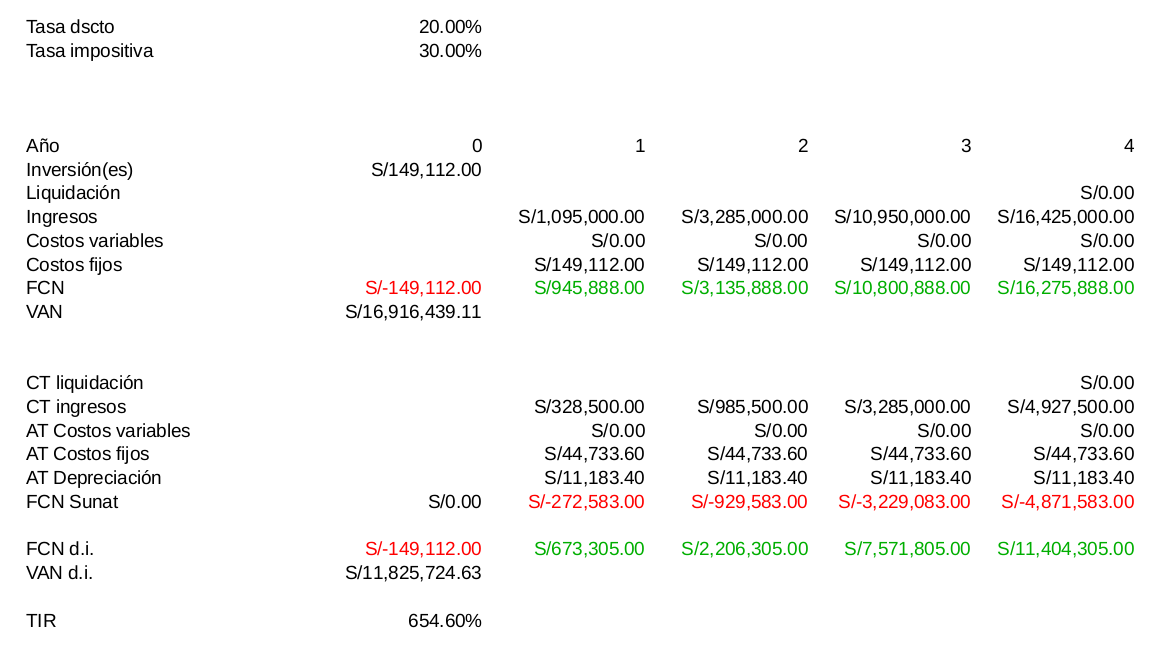 Tasa dscto 20.00%
Tasa impositiva 30.00%
Año 0 1 2 3 4
Inversión(es) S/149,112.00
Liquidación S/0.00
Ingresos S/1,095,000.00 S/3,285,000.00 S/10,950,000.00 S/16,425,000.00
Costos variables S/0.00 S/0.00 S/0.00 S/0.00
Costos fijos S/149,112.00 S/149,112.00 S/149,112.00 S/149,112.00
FCN S/-149,112.00 S/945,888.00 S/3,135,888.00 S/10,800,888.00 S/16,275,888.00
VAN S/16,916,439.11
CT liquidación S/0.00
CT ingresos S/328,500.00 S/985,500.00 S/3,285,000.00 S/4,927,500.00
AT Costos variables S/0.00 S/0.00 S/0.00 S/0.00
AT Costos fijos S/44,733.60 S/44,733.60 S/44,733.60 S/44,733.60
AT Depreciación S/11,183.40 S/11,183.40 S/11,183.40 S/11,183.40
FCN Sunat S/0.00 S/-272,583.00 S/-929,583.00 S/-3,229,083.00 S/-4,871,583.00
FCN d.i. S/-149,112.00 S/673,305.00 S/2,206,305.00 S/7,571,805.00 S/11,404,305.00
VAN d.i. S/11,825,724.63
TIR 654.60%